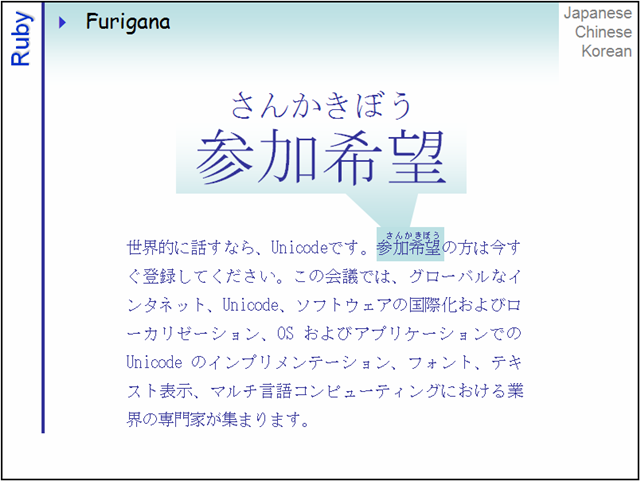 Ruby
Furigana
Japanese
Chinese
Korean
さんかきぼう
参加希望
さんかきぼう
世界的に話すなら、Unicodeです。参加希望の方は今す
ぐ登録してください。この会議では、グローバルなイ
ンタネット、Unicode、ソフトウェアの国際化およびロ
ーカリゼーション、OS およびアプリケーションでの
Unicode のインプリメンテーション、フォント、テキ
スト表示、マルチ言語コンピューティングにおける業
界の専門家が集まります。